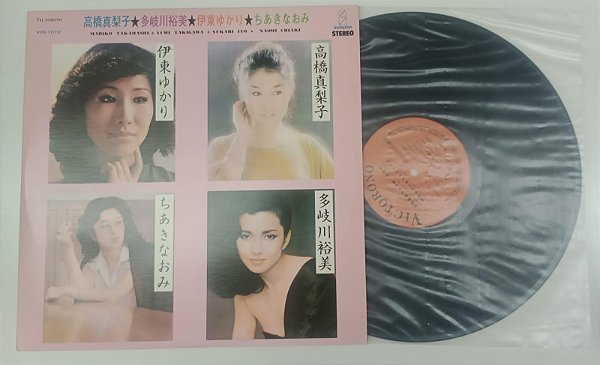 VICTORONO
高橋真梨子★多岐川裕美★伊東ゆかり★ちあきなおみ
MARIKO TAKAHASHI ★ YUMI TAKIGAWA ★ YUKARI ITO ★ NAOMI CHIAKI
STEREO
伊東ゆかり
高橋真梨子
ちあきなおみ
多岐川裕美
VICTORONO